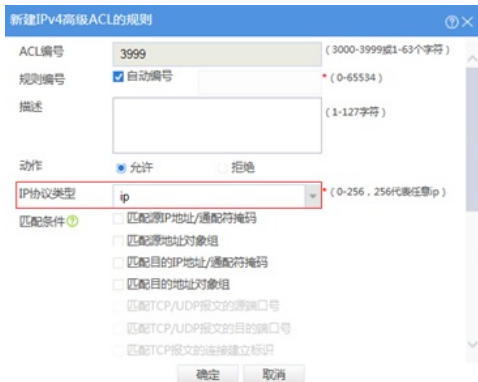 新建IPv4高级ACL的规则
ACL编号 3999 (3000-3999或1-63个字符)
规则编号 自动编号 * (0-65534)
描述 (1-127字符)
动作 允许 拒绝
IP协议类型 ip * (0-256，256代表任意ip)
匹配条件 匹配源IP地址/通配符掩码
匹配源地址对象组
匹配目的IP地址/通配符掩码
匹配目的地址对象组
匹配TCP/UDP报文的源端口号
匹配TCP/UDP报文的目的端口号
匹配TCP报文的连接建立标识
确定 取消